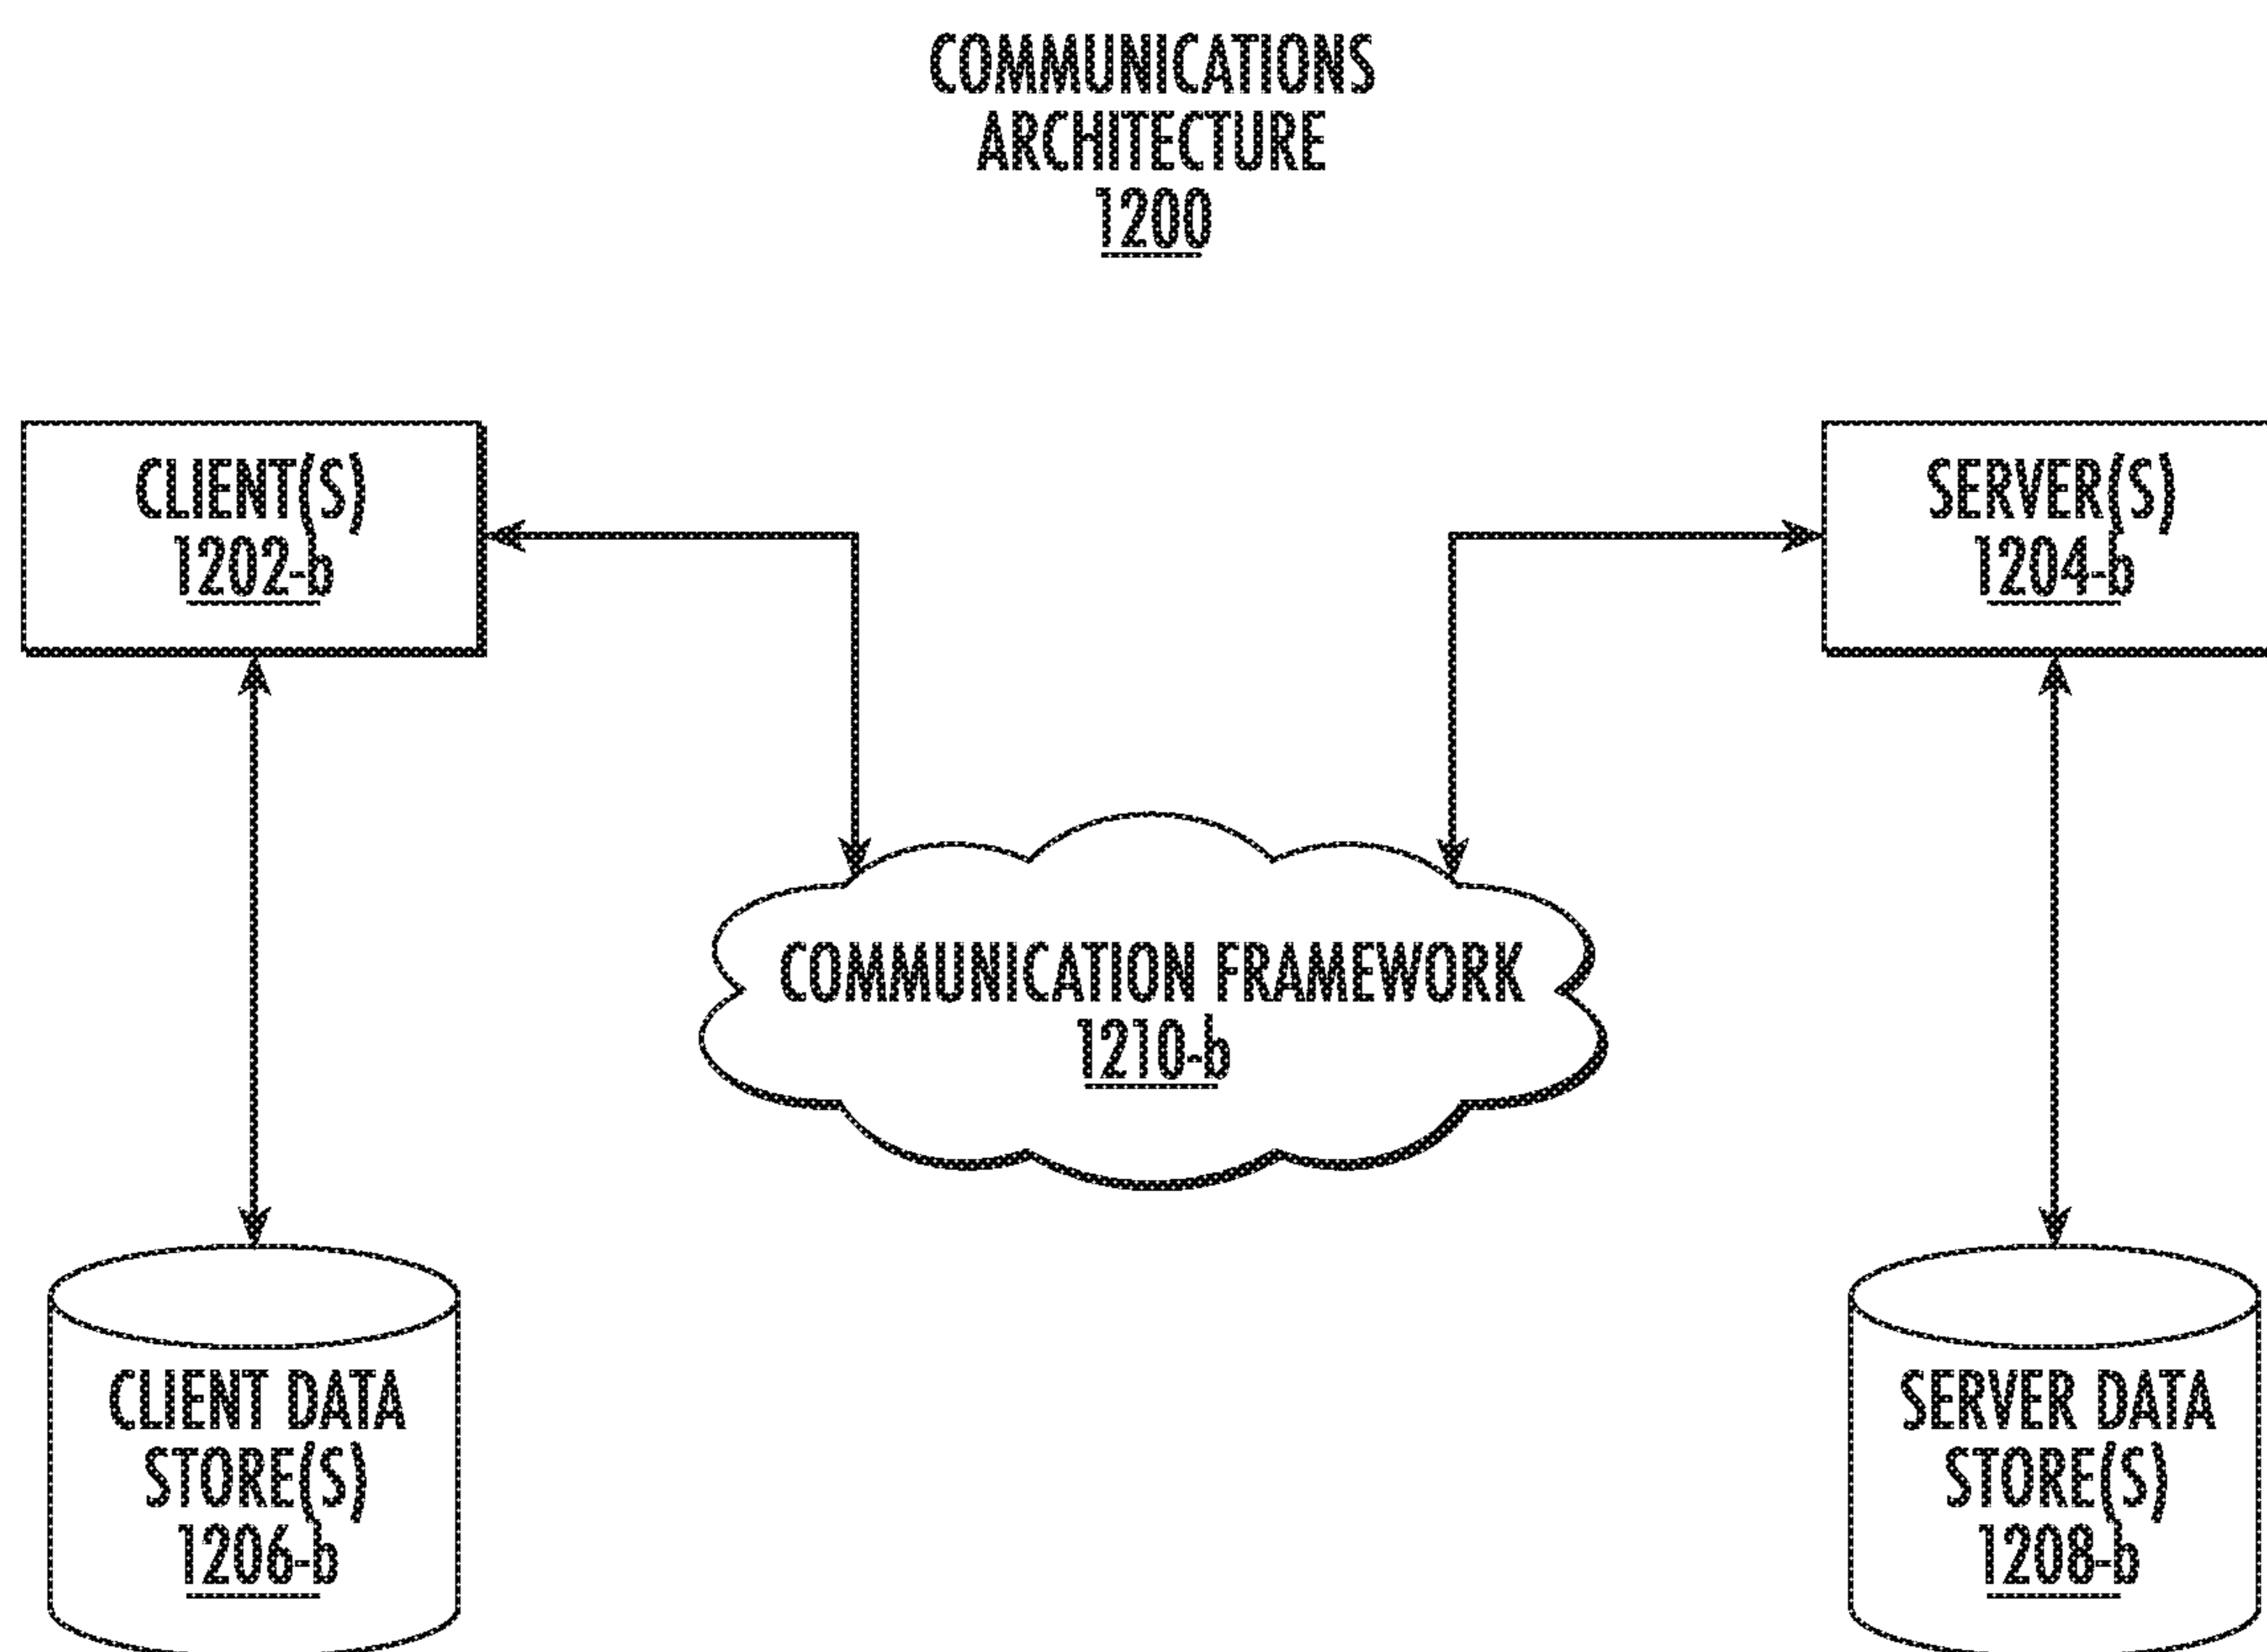 COMMUNICATIONS
ARCHITECTURE
1200
CLIENT(S)
1202-b
SERVER(S)
1204-b
COMMUNICATION FRAMEWORK
1210-b
CLIENT DATA
STORE(S)
1206-b
SERVER DATA
STORE(S)
1208-b